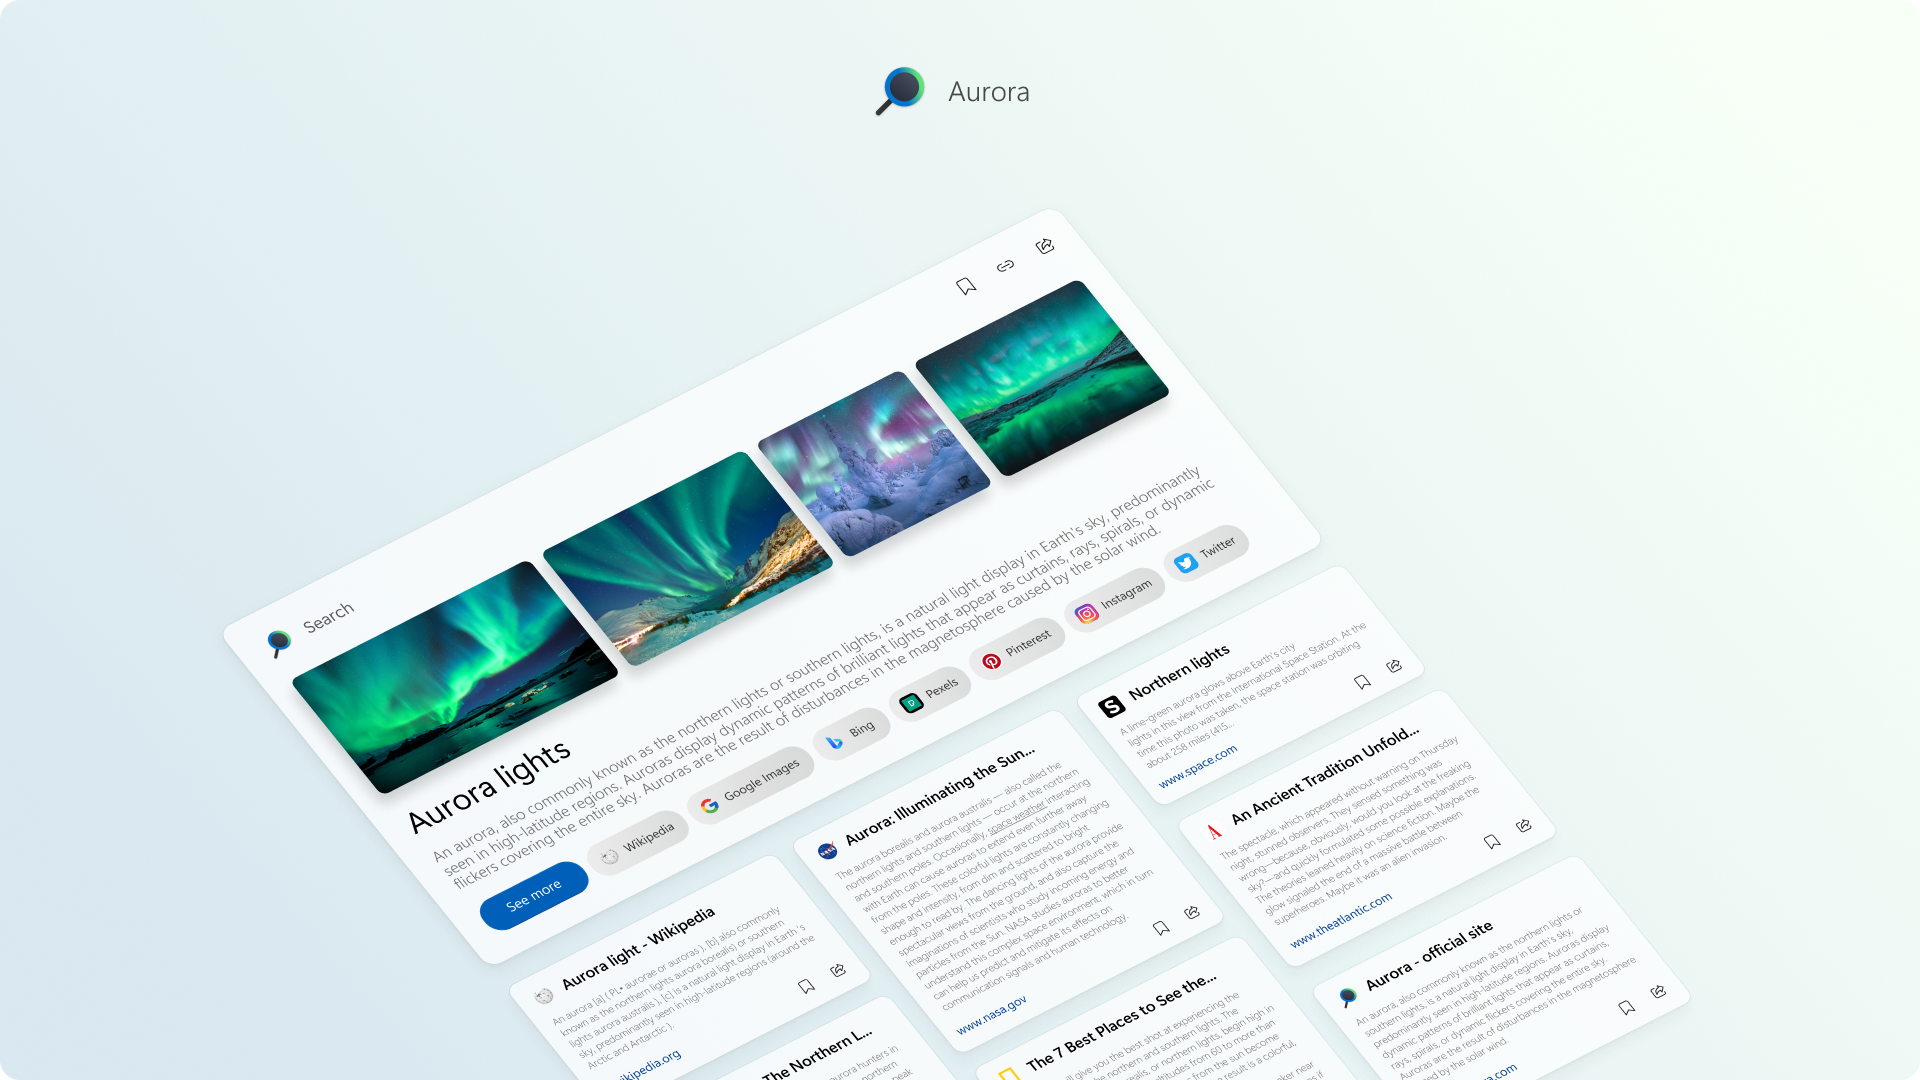 Aurora
Search
Aurora lights
An aurora, also commonly known as the northern lights or southern lights, is a natural light display in Earth's sky, predominantly
seen in high-latitude regions. Auroras display dynamic patterns of brilliant lights that appear as curtains, rays, spirals, or dynamic
flickers covering the entire sky. Auroras are the result of disturbances in the magnetosphere caused by the solar wind.
See more
Wikipedia
Google Images
Bing
Pexels
Pinterest
Instagram
Twitter
Aurora light - Wikipedia
An aurora [a] ( PL• aurorae or auroras ), [b] also commonly
known as the northern lights aurora borealis) or southern
lights aurora australis ), [c] is a natural light display in Earth 's
sky, predominantly seen in high-latitude regions (around the
Arctic and Antarctic ).
ikipedia.org
NASA
Aurora: Illuminating the Sun...
The aurora borealis and aurora australis — also called the
northern lights and southern lights — occur at the northern
and southern poles. Occasionally, space weather interacting
with Earth can cause auroras to extend even further away
from the poles. These colorful lights are constantly changing
shape and intensity, from dim and scattered to bright
enough to read by. The dancing lights of the aurora provide
spectacular views from the ground, and also capture the
imaginations of scientists who study incoming energy and
particles from the Sun. NASA studies auroras to better
understand this complex space environment, which in turn
can help us predict and mitigate its effects on
communication signals and human technology.
www.nasa.gov
S
Northern lights
A lime-green aurora glows above Earth's city
lights in this view from the International Space Station. At the
time this photo was taken, the space station was orbiting
about 258 miles (415...
www.space.com
A
An Ancient Tradition Unfold...
The spectacle, which appeared without warning on Thursday
night, stunned observers. They sensed something was
wrong—because, obviously, would you look at the freaking
sky?—and quickly formulated some possible explanations.
The theories leaned heavily on science fiction. Maybe the
glow signaled the end of a massive battle between
superheroes. Maybe it was an alien invasion.
www.theatlantic.com
Aurora - official site
An aurora, also commonly known as the northern lights or
southern lights, is a natural light display in Earth's sky,
predominantly seen in high-latitude regions. Auroras display
dynamic patterns of brilliant lights that appear as curtains,
rays, spirals, or dynamic flickers covering the entire sky.
Auroras are the result of disturbances in the magnetosphere
ed by the solar wind.
a.com
The Northern L...
urora hunters in
northern
peak
The 7 Best Places to See the...
ll give you the best shot at experiencing the
he northern and southern lights. The
realis, or northern lights, begin high in
ltitudes from 60 to more than
from the sun become
e result is a colorful,
ker near
if